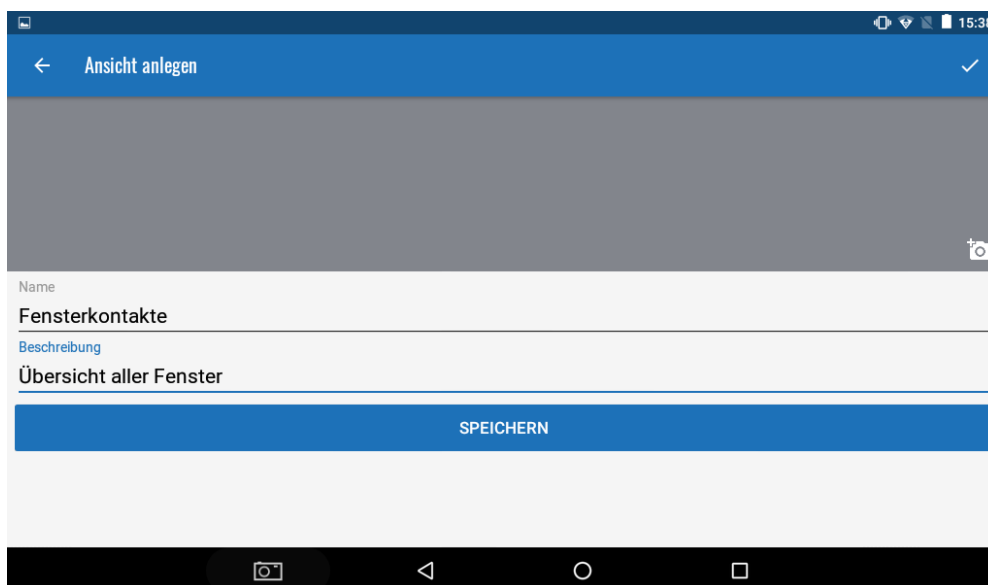 15:38
Ansicht anlegen
Name
Fensterkontakte
Beschreibung
Übersicht aller Fenster
SPEICHERN